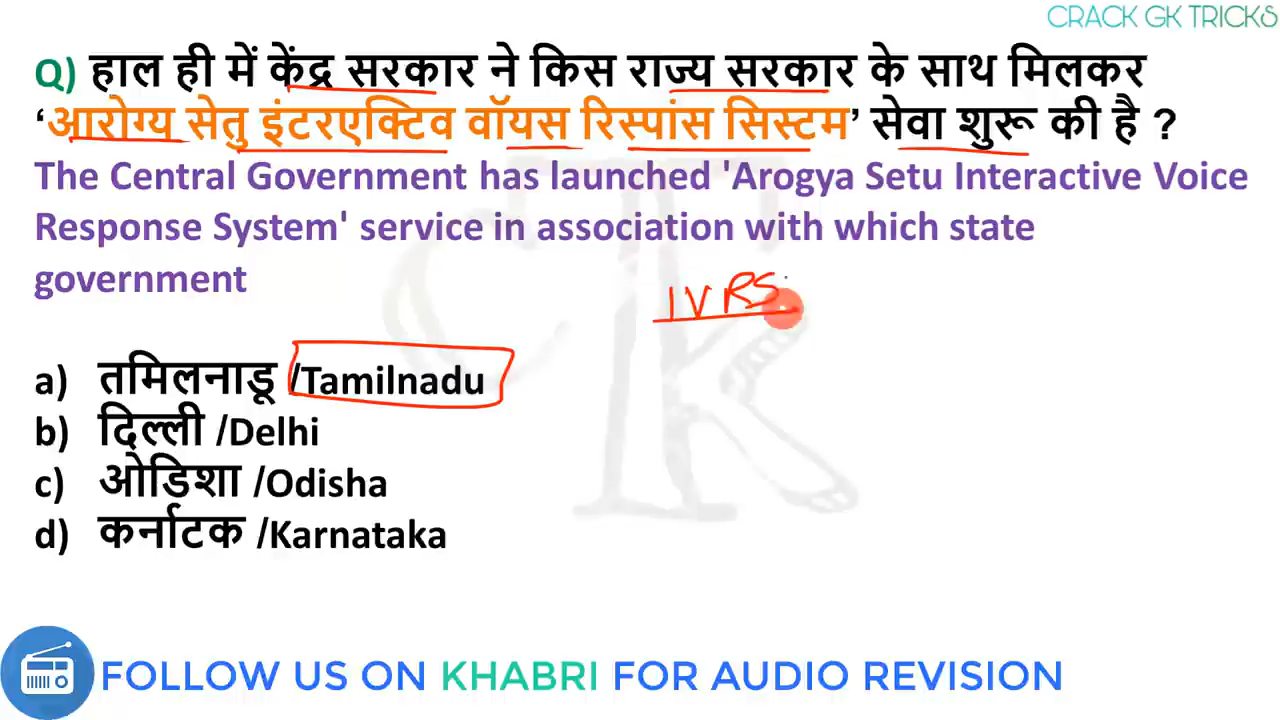 CRACK GK TRICKS
Q) हाल ही में केंद्र सरकार ने किस राज्य सरकार के साथ मिलकर
‘आरोग्य सेतु इंटरएक्टिव वॉयस रिस्पांस सिस्टम’ सेवा शुरू की है ?
The Central Government has launched 'Arogya Setu Interactive Voice
Response System' service in association with which state
government
IVRS
a) तमिलनाडू /Tamilnadu
b) दिल्ली /Delhi
c) ओडिशा /Odisha
d) कर्नाटक /Karnataka
FOLLOW US ON KHABRI FOR AUDIO REVISION